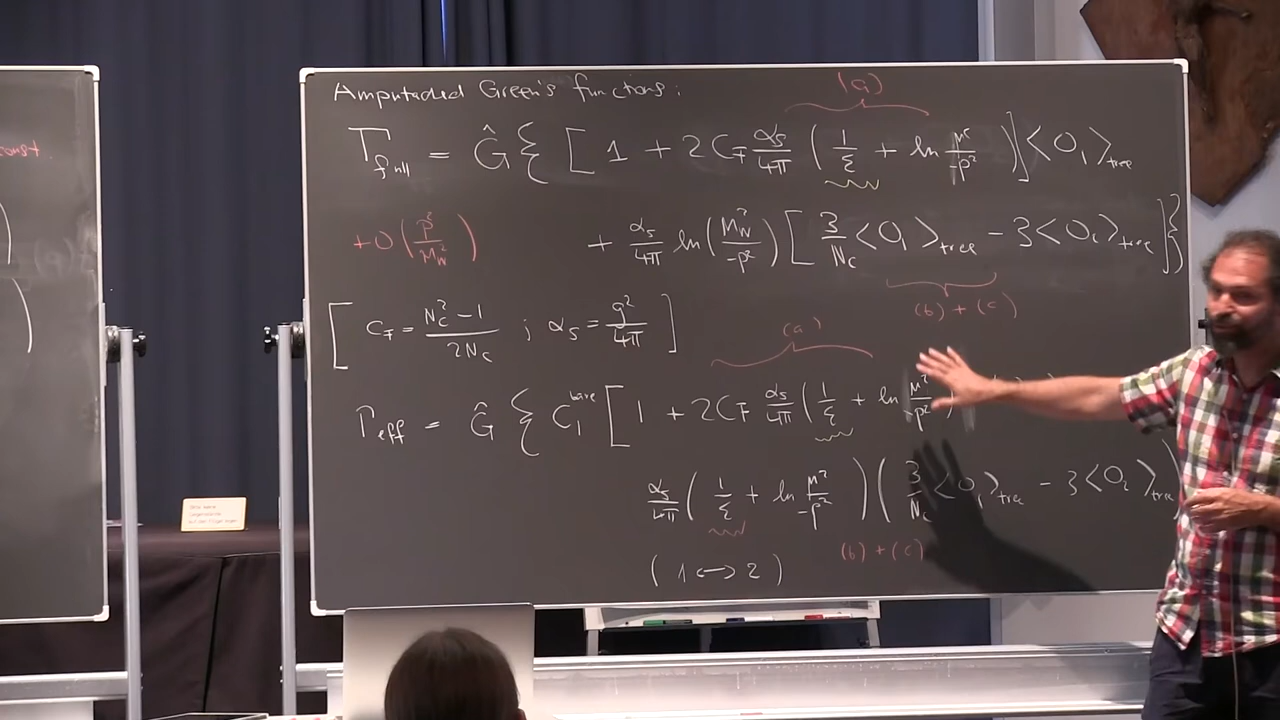 const.
Amputated Green's functions:
(a)
Γ_full = Ĝ { [ 1 + 2 C_F α_s/4π ( 1/ε + ln μ²/-p² ) ] <O_1>_tree
+O(p²/M_W²) + α_s/4π ln(M_W²/-p²) [ 3/N_c <O_1>_tree - 3 <O_2>_tree ] }
(b) + (c)
[ C_F = N_c² - 1 / 2N_c ; α_s = g²/4π ]
(a)
Γ_eff = Ĝ { C_1^bare [ 1 + 2 C_F α_s/4π ( 1/ε + ln μ²/-p² )
α_s/4π ( 1/ε + ln μ²/-p² ) ( 3/N_c <O_1>_tree - 3 <O_2>_tree )
(b) + (c)
(1 ↔ 2)